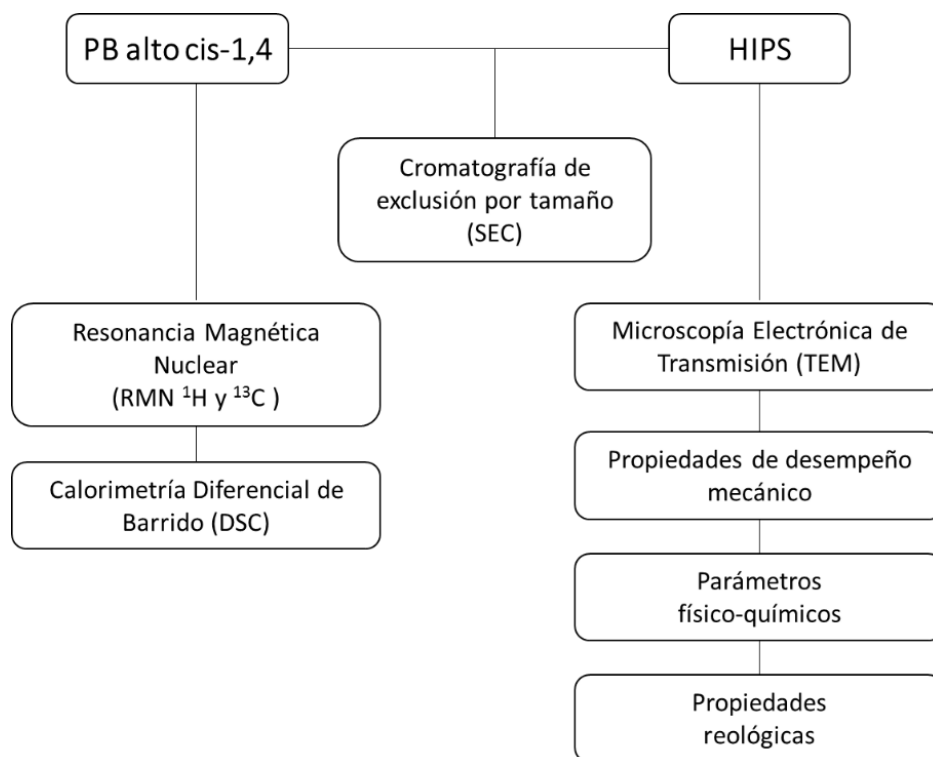 PB alto cis-1,4
HIPS
Cromatografía de
exclusión por tamaño
(SEC)
Resonancia Magnética
Nuclear
(RMN ¹H y ¹³C )
Calorimetría Diferencial de
Barrido (DSC)
Microscopía Electrónica de
Transmisión (TEM)
Propiedades de desempeño
mecánico
Parámetros
físico-químicos
Propiedades
reológicas